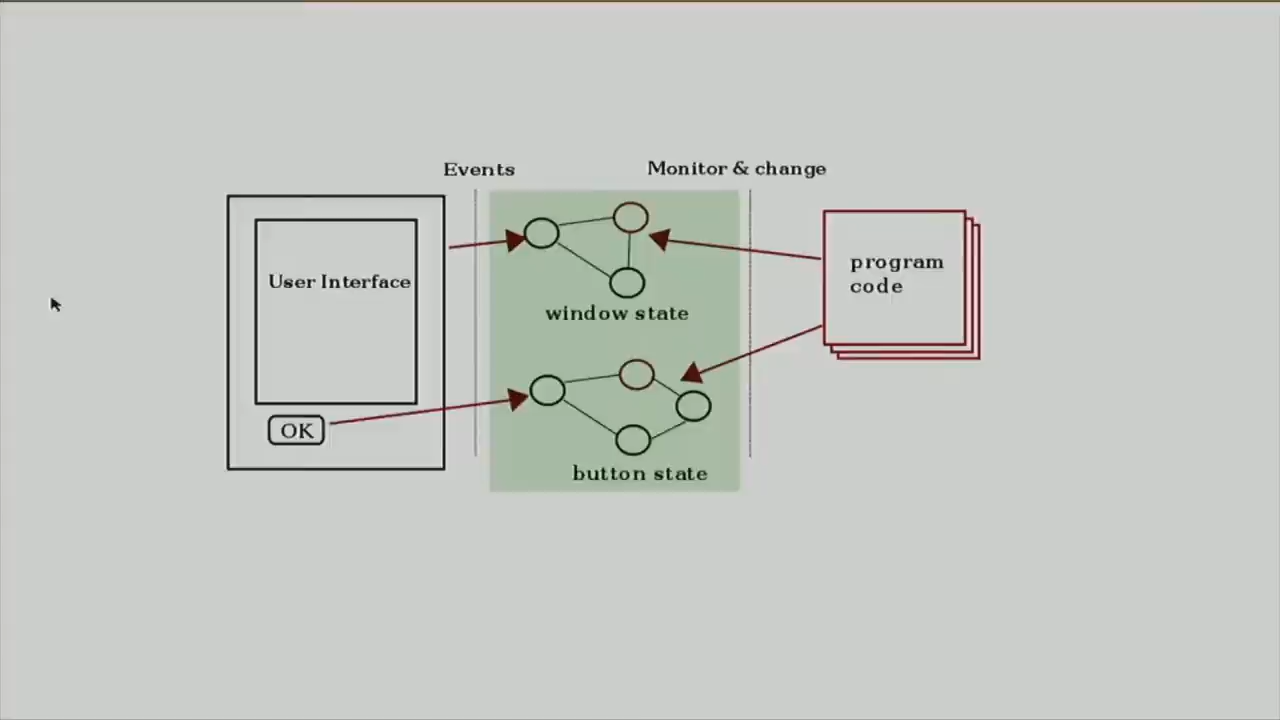 Events
Monitor & change
User Interface
program
code
window state
OK
button state